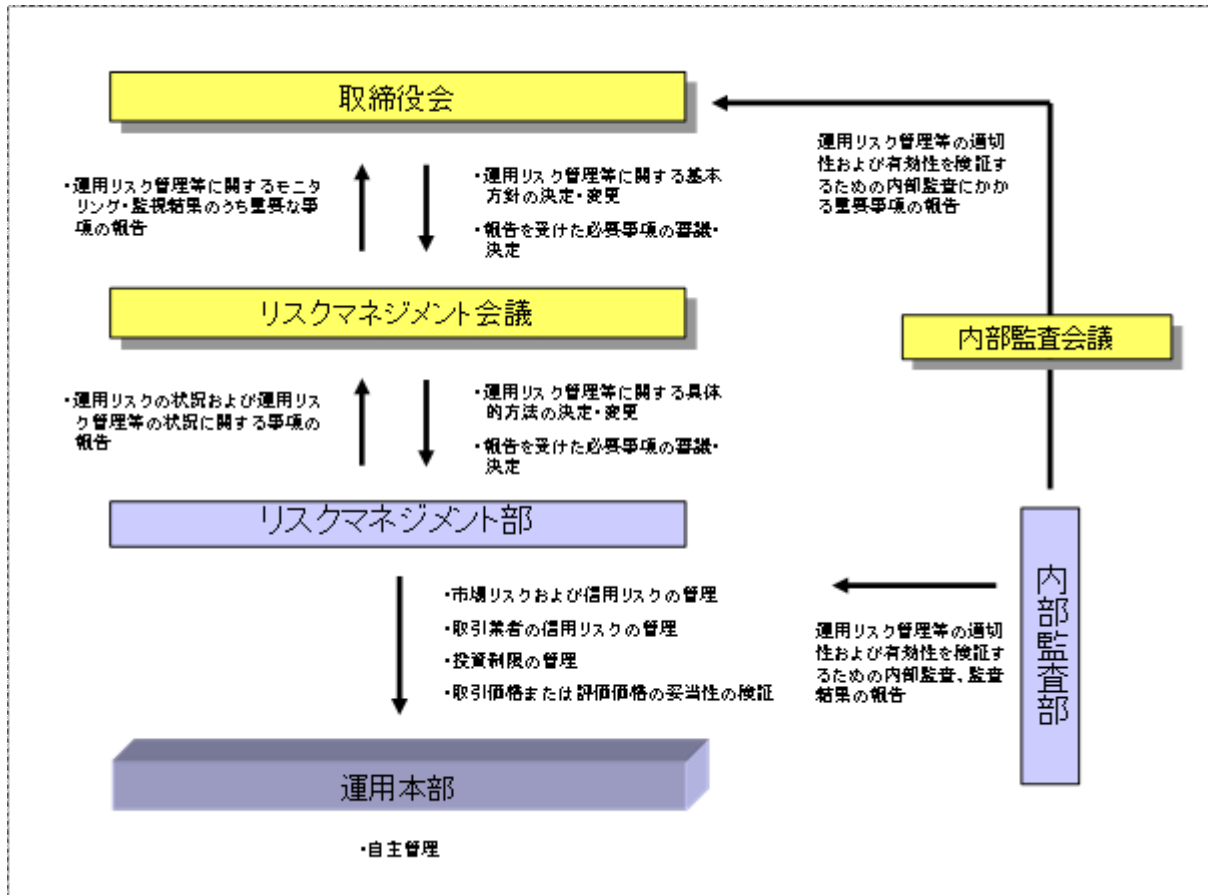 取締役会
・運用リスク管理等に関するモニタ
リング・監視結果のうち重要な事
項の報告
・運用リスク管理等に関する基本
方針の決定・変更
・報告を受けた必要事項の審議・
決定
運用リスク管理等の適切
性および有効性を検証す
るための内部監査にかか
る重要事項の報告
リスクマネジメント会議
内部監査会議
・運用リスクの状況および運用リス
ク管理等の状況に関する事項の
報告
・運用リスク管理等に関する具体
的方法の決定・変更
・報告を受けた必要事項の審議・
決定
リスクマネジメント部
内部監査部
・市場リスクおよび信用リスクの管理
・取引業者の信用リスクの管理
・投資制限の管理
・取引価格または評価価格の妥当性の検証
運用リスク管理等の適切
性および有効性を検証す
るための内部監査、監査
結果の報告
運用本部
・自主管理